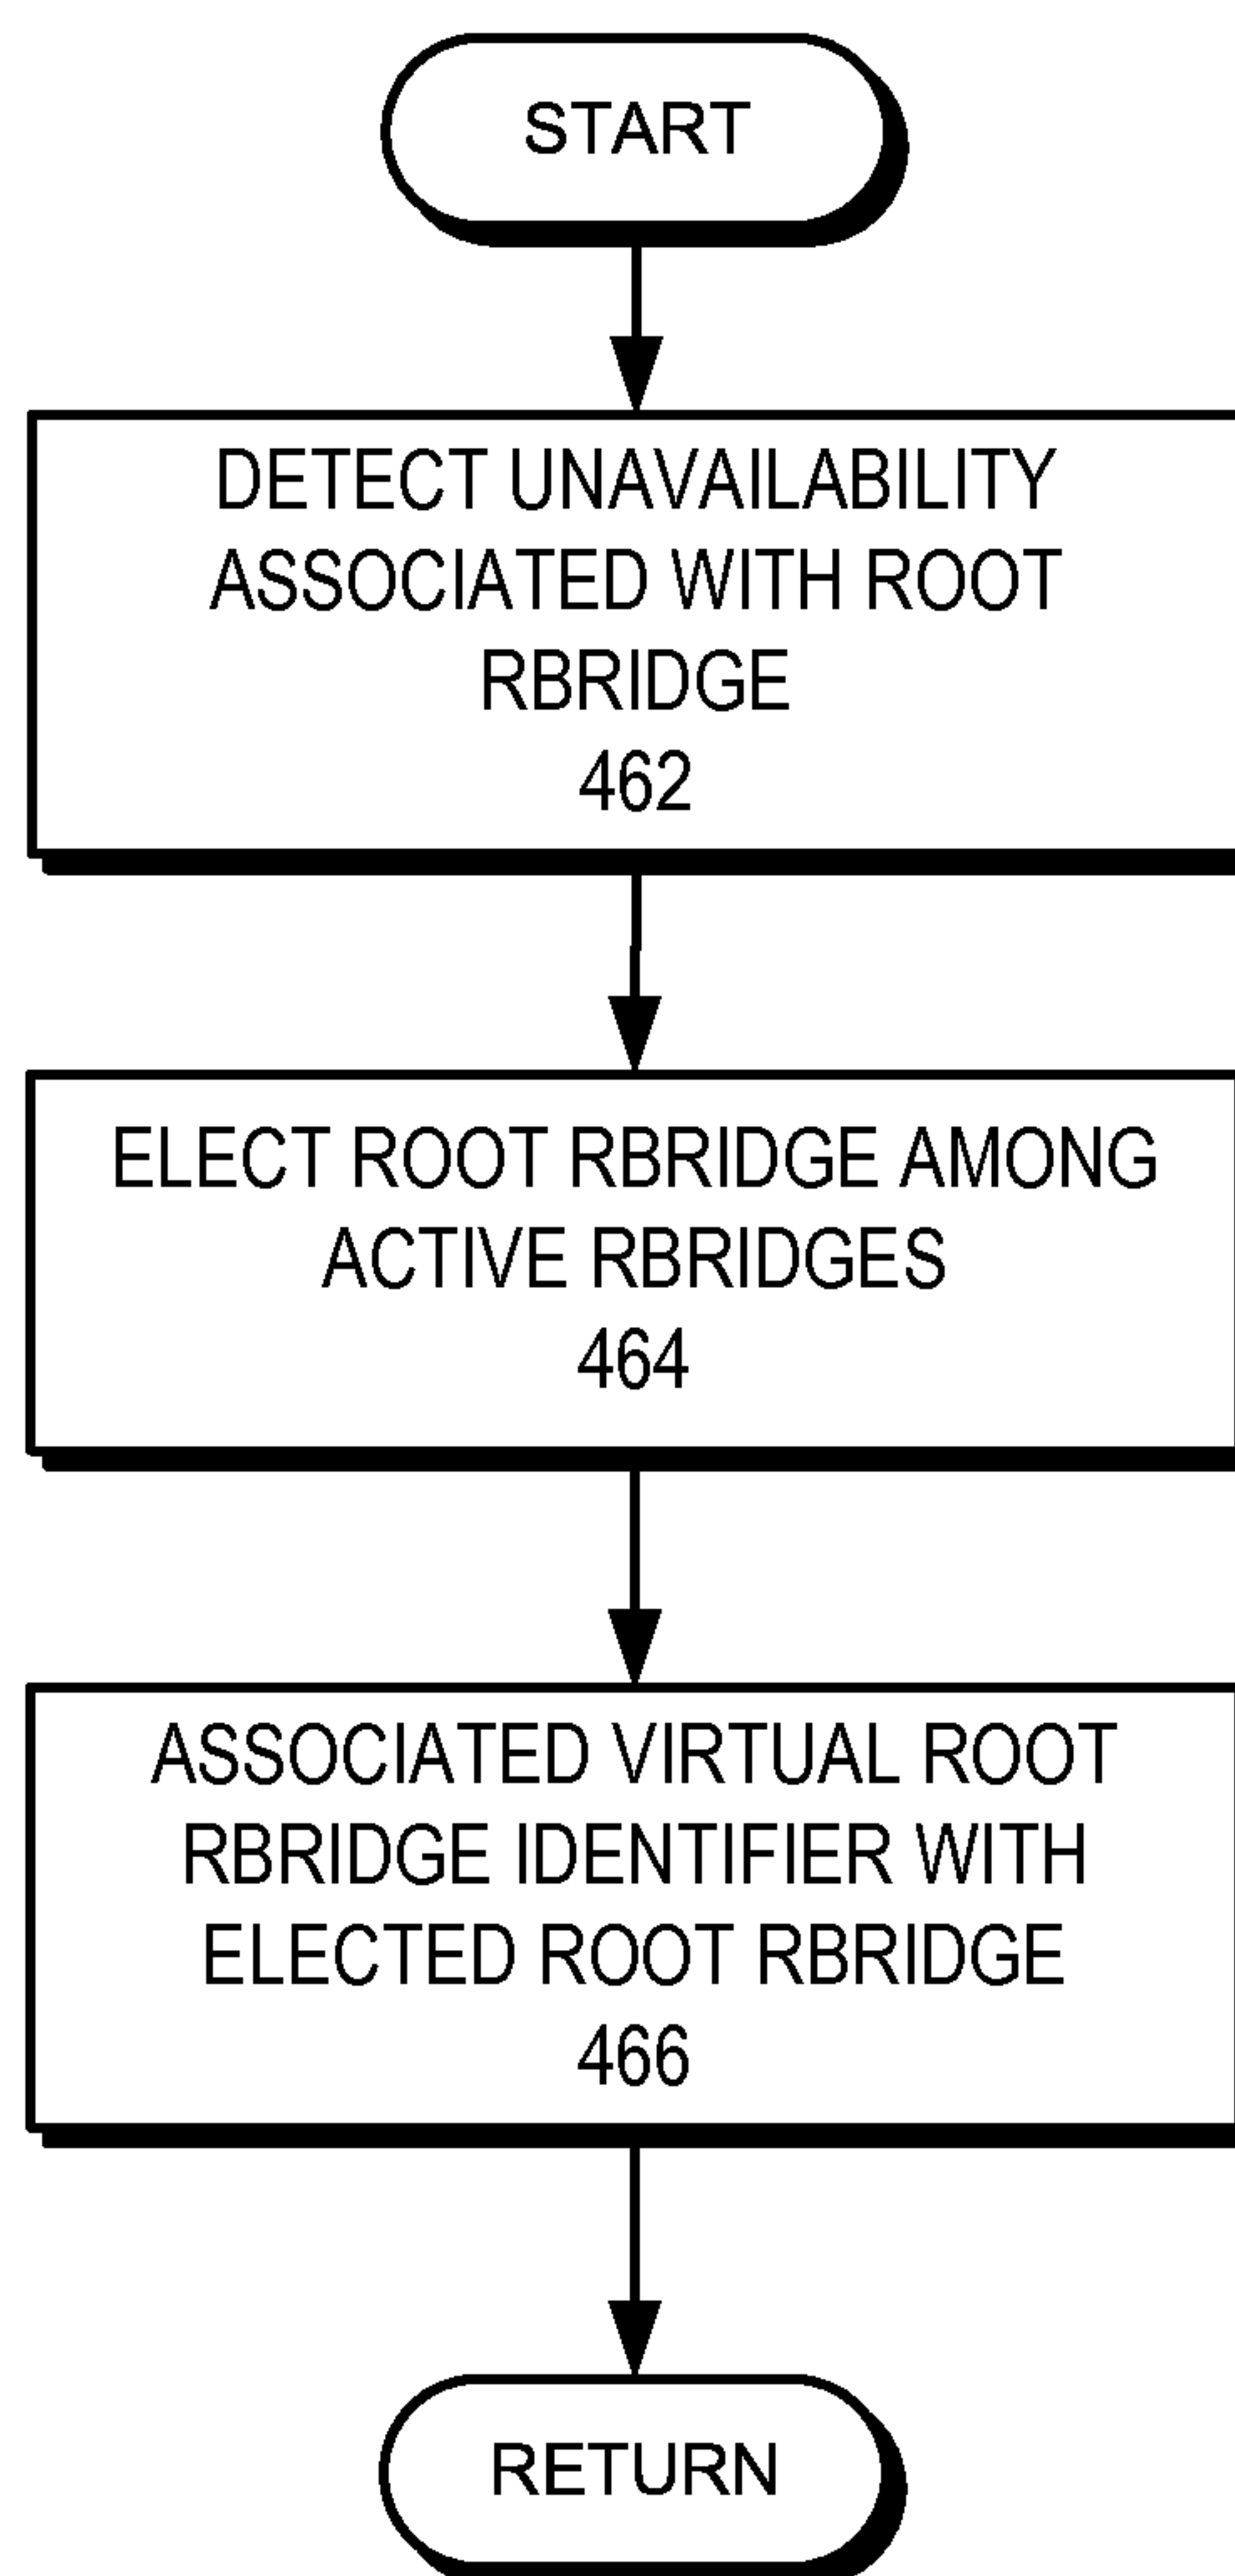 START
DETECT UNAVAILABILITY
ASSOCIATED WITH ROOT
RBRIDGE
462
ELECT ROOT RBRIDGE AMONG
ACTIVE RBRIDGES
464
ASSOCIATED VIRTUAL ROOT
RBRIDGE IDENTIFIER WITH
ELECTED ROOT RBRIDGE
466
RETURN